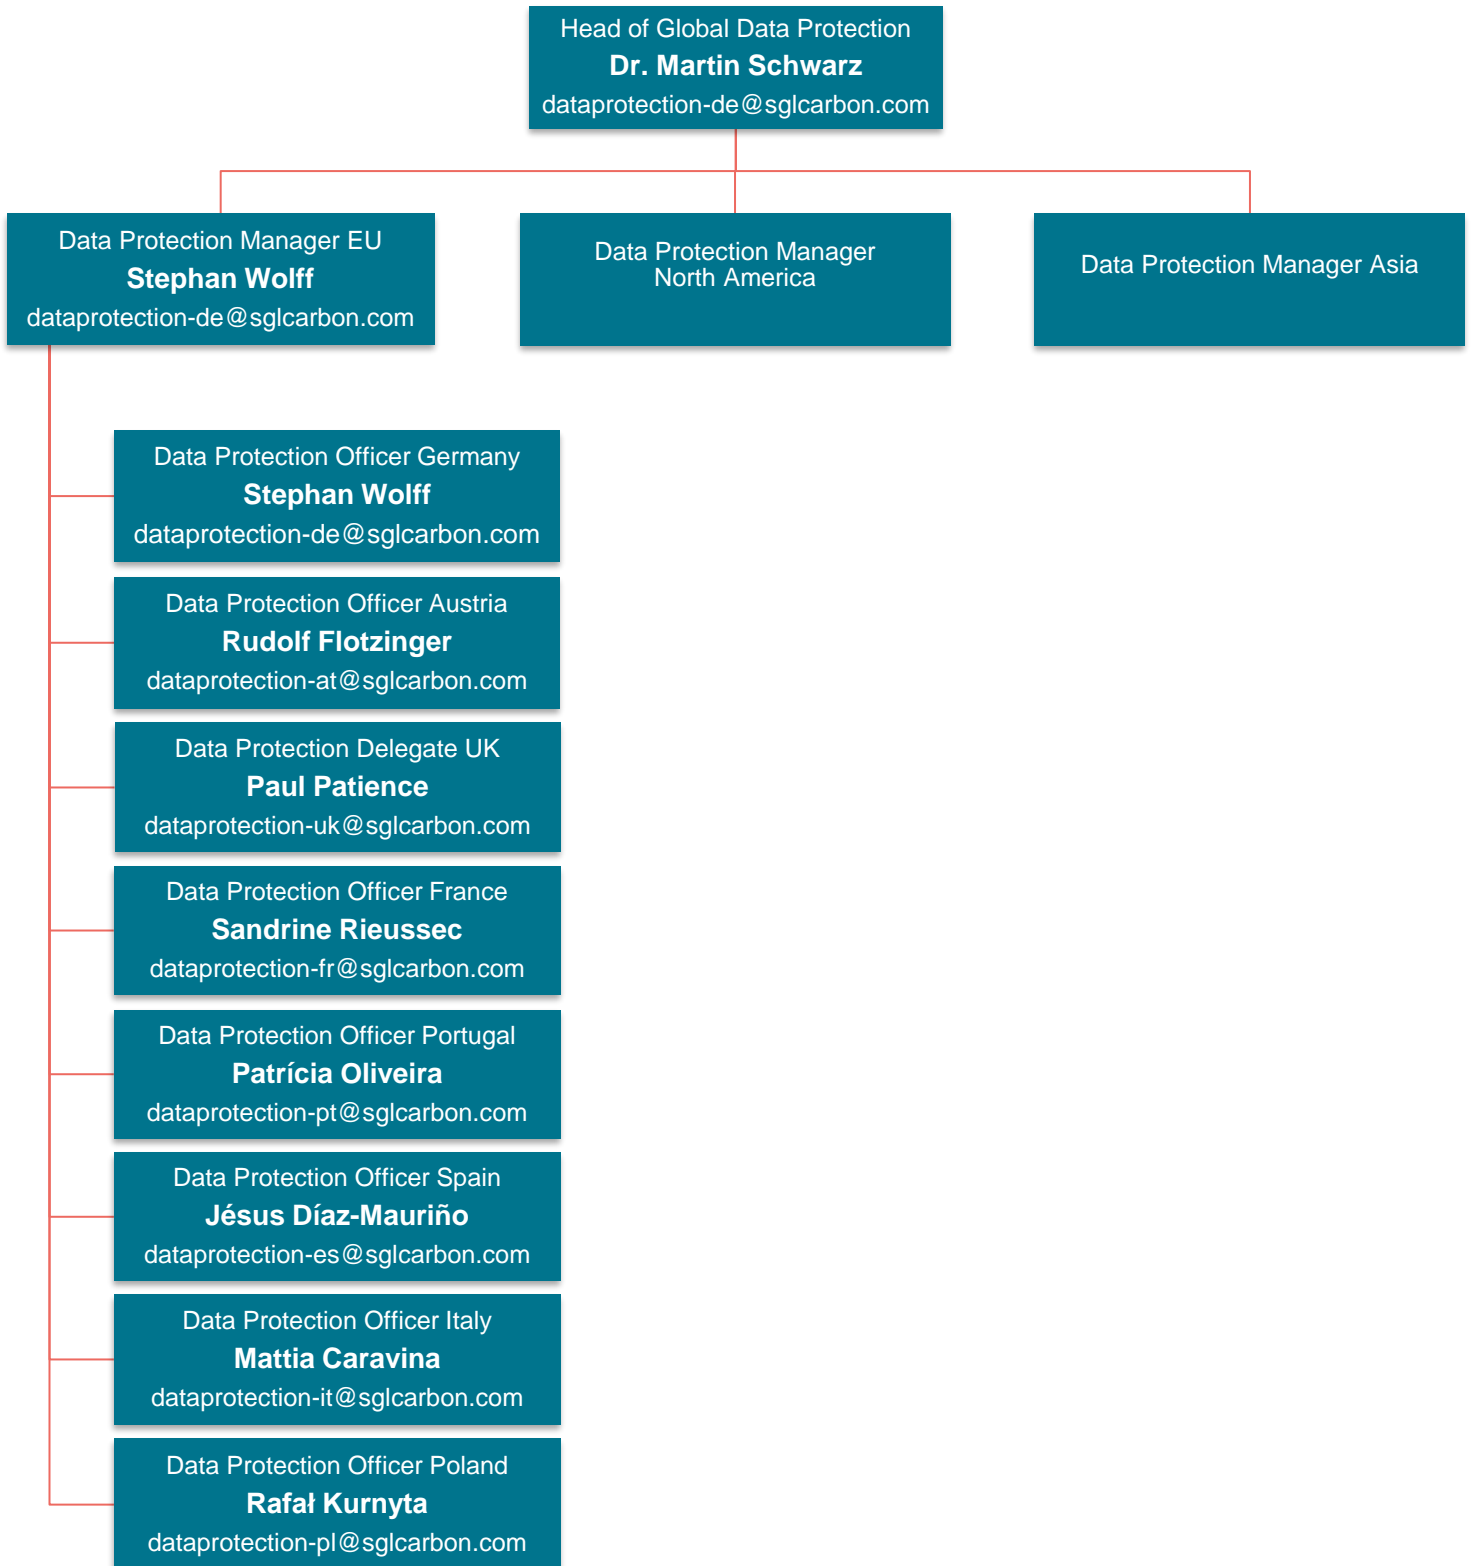 Head of Global Data Protection
Dr. Martin Schwarz
dataprotection-de@sglcarbon.com
Data Protection Manager EU
Stephan Wolff
dataprotection-de@sglcarbon.com
Data Protection Manager
North America
Data Protection Manager Asia
Data Protection Officer Germany
Stephan Wolff
dataprotection-de@sglcarbon.com
Data Protection Officer Austria
Rudolf Flotzinger
dataprotection-at@sglcarbon.com
Data Protection Delegate UK
Paul Patience
dataprotection-uk@sglcarbon.com
Data Protection Officer France
Sandrine Rieussec
dataprotection-fr@sglcarbon.com
Data Protection Officer Portugal
Patrícia Oliveira
dataprotection-pt@sglcarbon.com
Data Protection Officer Spain
Jésus Díaz-Mauriño
dataprotection-es@sglcarbon.com
Data Protection Officer Italy
Mattia Caravina
dataprotection-it@sglcarbon.com
Data Protection Officer Poland
Rafał Kurnyta
dataprotection-pl@sglcarbon.com